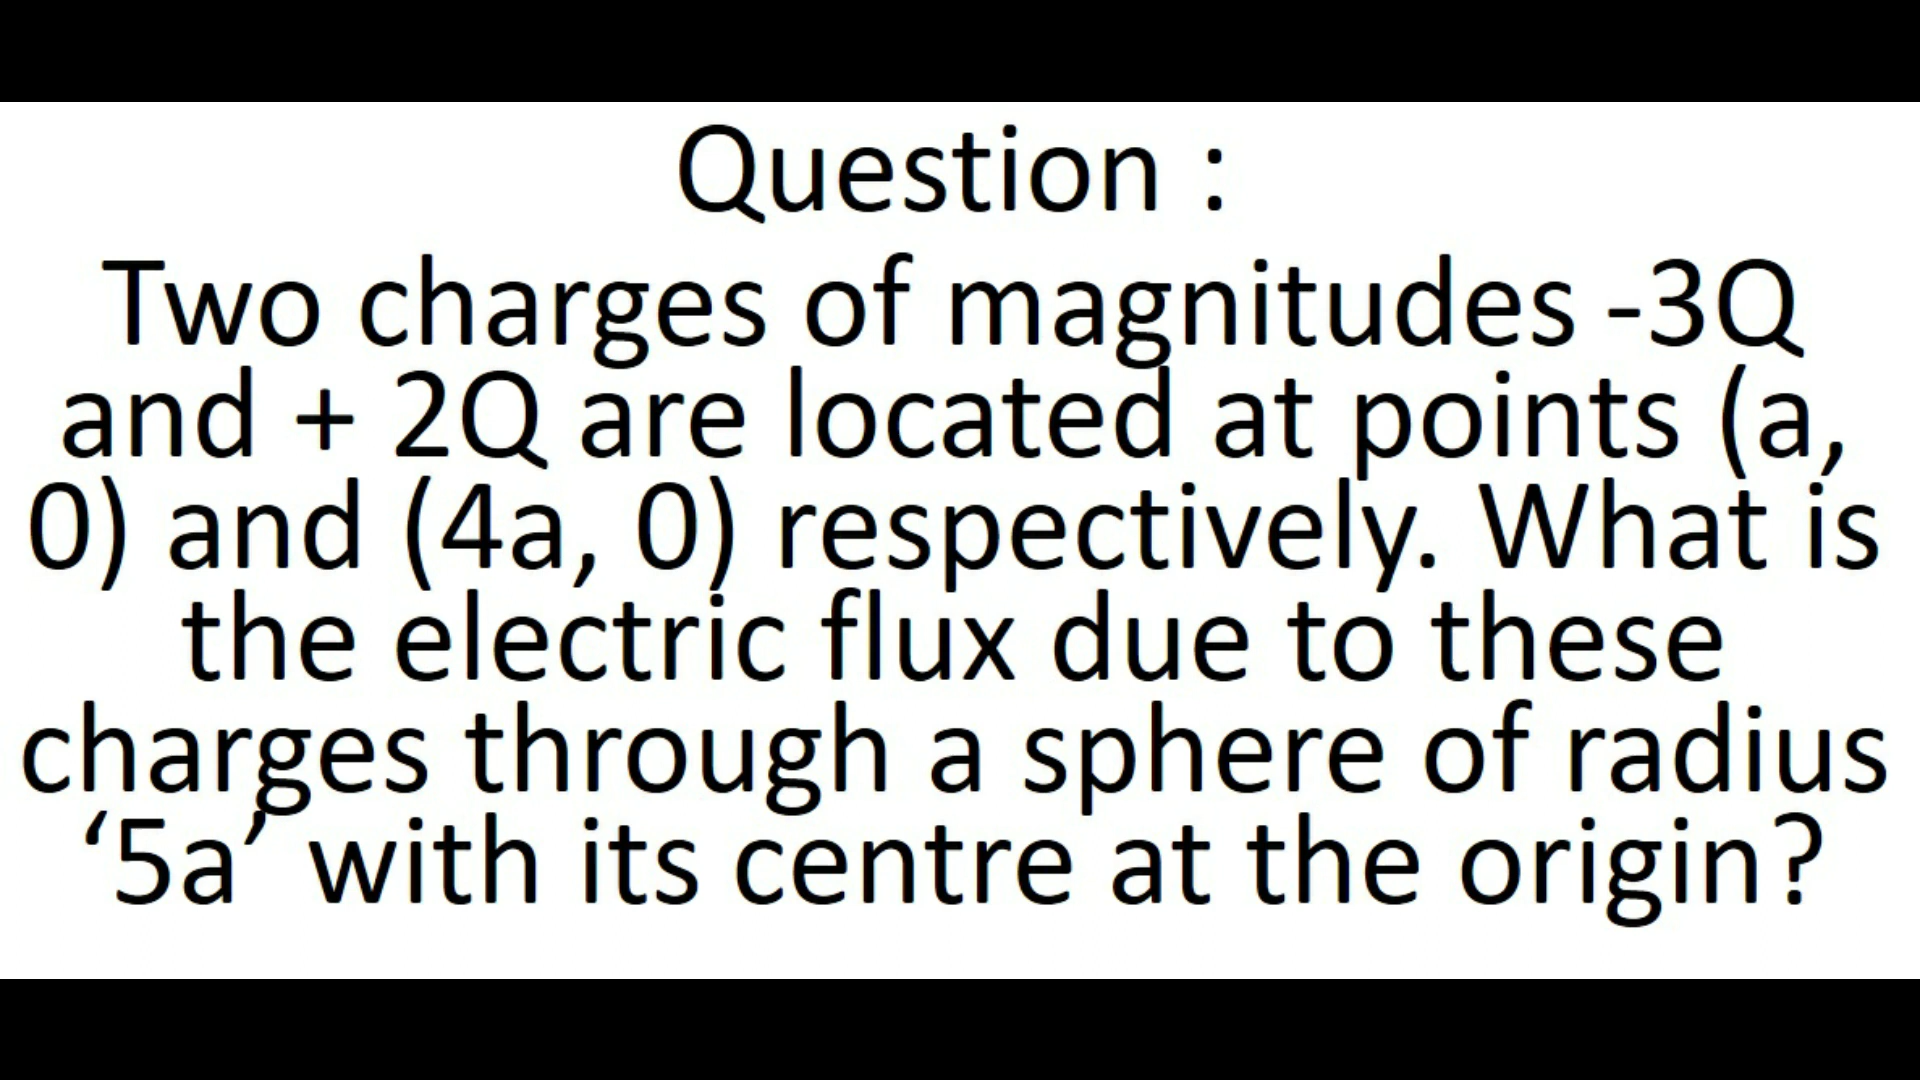 Question :
Two charges of magnitudes -3Q
and + 2Q are located at points (a,
0) and (4a, 0) respectively. What is
the electric flux due to these
charges through a sphere of radius
‘5a’ with its centre at the origin?